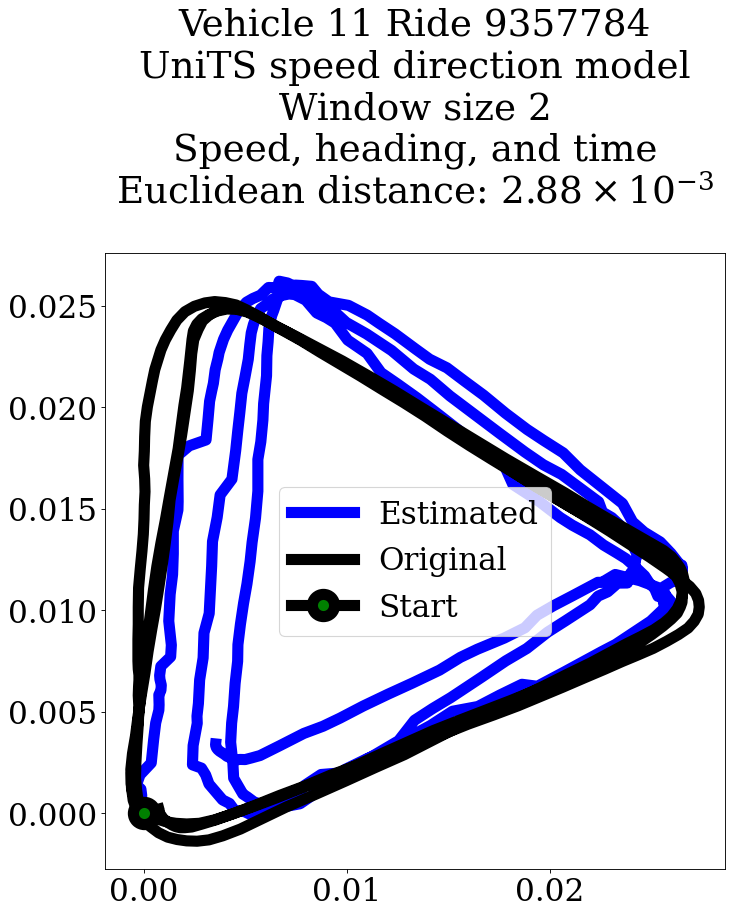 Vehicle 11 Ride 9357784
UniTS speed direction model
Window size 2
Speed, heading, and time
Euclidean distance: 2.88 × 10⁻³
0.025
0.020
0.015
0.010
0.005
0.000
Estimated
Original
Start
0.00 0.01 0.02